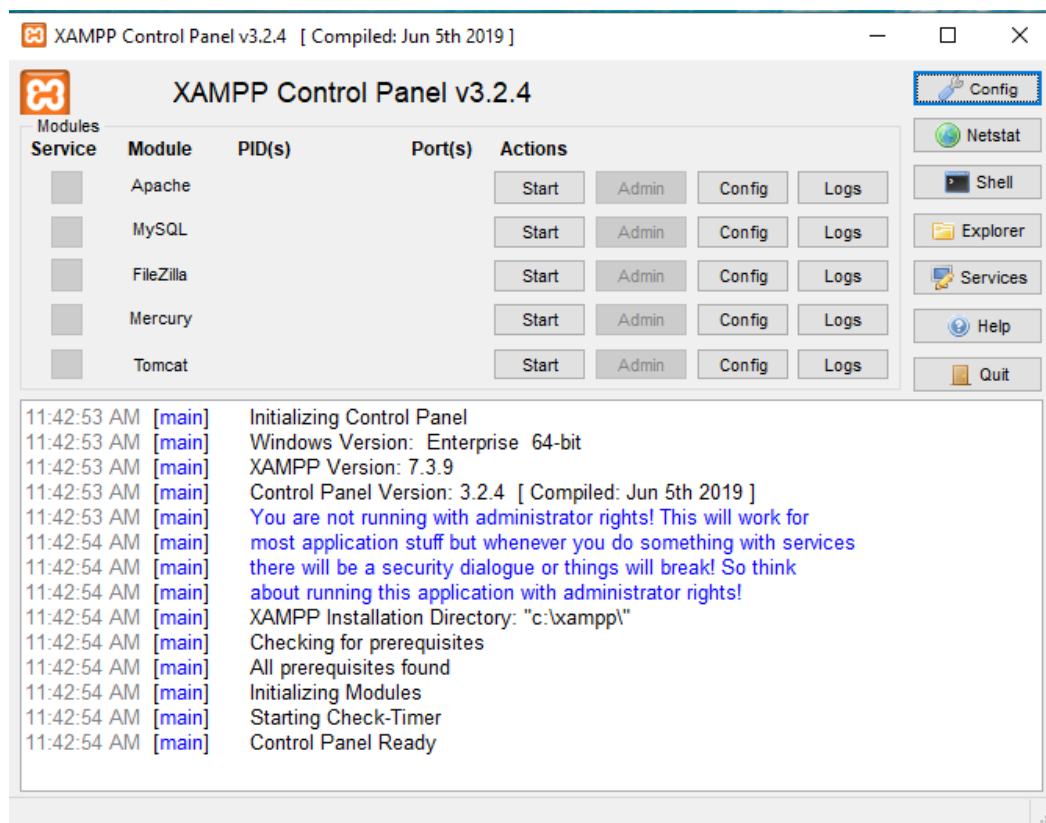 XAMPP Control Panel v3.2.4 [ Compiled: Jun 5th 2019 ]
XAMPP Control Panel v3.2.4
Config
Modules
Service Module PID(s) Port(s) Actions
Netstat
Apache Start Admin Config Logs
Shell
MySQL Start Admin Config Logs
Explorer
FileZilla Start Admin Config Logs
Services
Mercury Start Admin Config Logs
Help
Tomcat Start Admin Config Logs
Quit
11:42:53 AM [main] Initializing Control Panel
11:42:53 AM [main] Windows Version: Enterprise 64-bit
11:42:53 AM [main] XAMPP Version: 7.3.9
11:42:53 AM [main] Control Panel Version: 3.2.4 [ Compiled: Jun 5th 2019 ]
11:42:53 AM [main] You are not running with administrator rights! This will work for
11:42:54 AM [main] most application stuff but whenever you do something with services
11:42:54 AM [main] there will be a security dialogue or things will break! So think
11:42:54 AM [main] about running this application with administrator rights!
11:42:54 AM [main] XAMPP Installation Directory: "c:\xampp\"
11:42:54 AM [main] Checking for prerequisites
11:42:54 AM [main] All prerequisites found
11:42:54 AM [main] Initializing Modules
11:42:54 AM [main] Starting Check-Timer
11:42:54 AM [main] Control Panel Ready